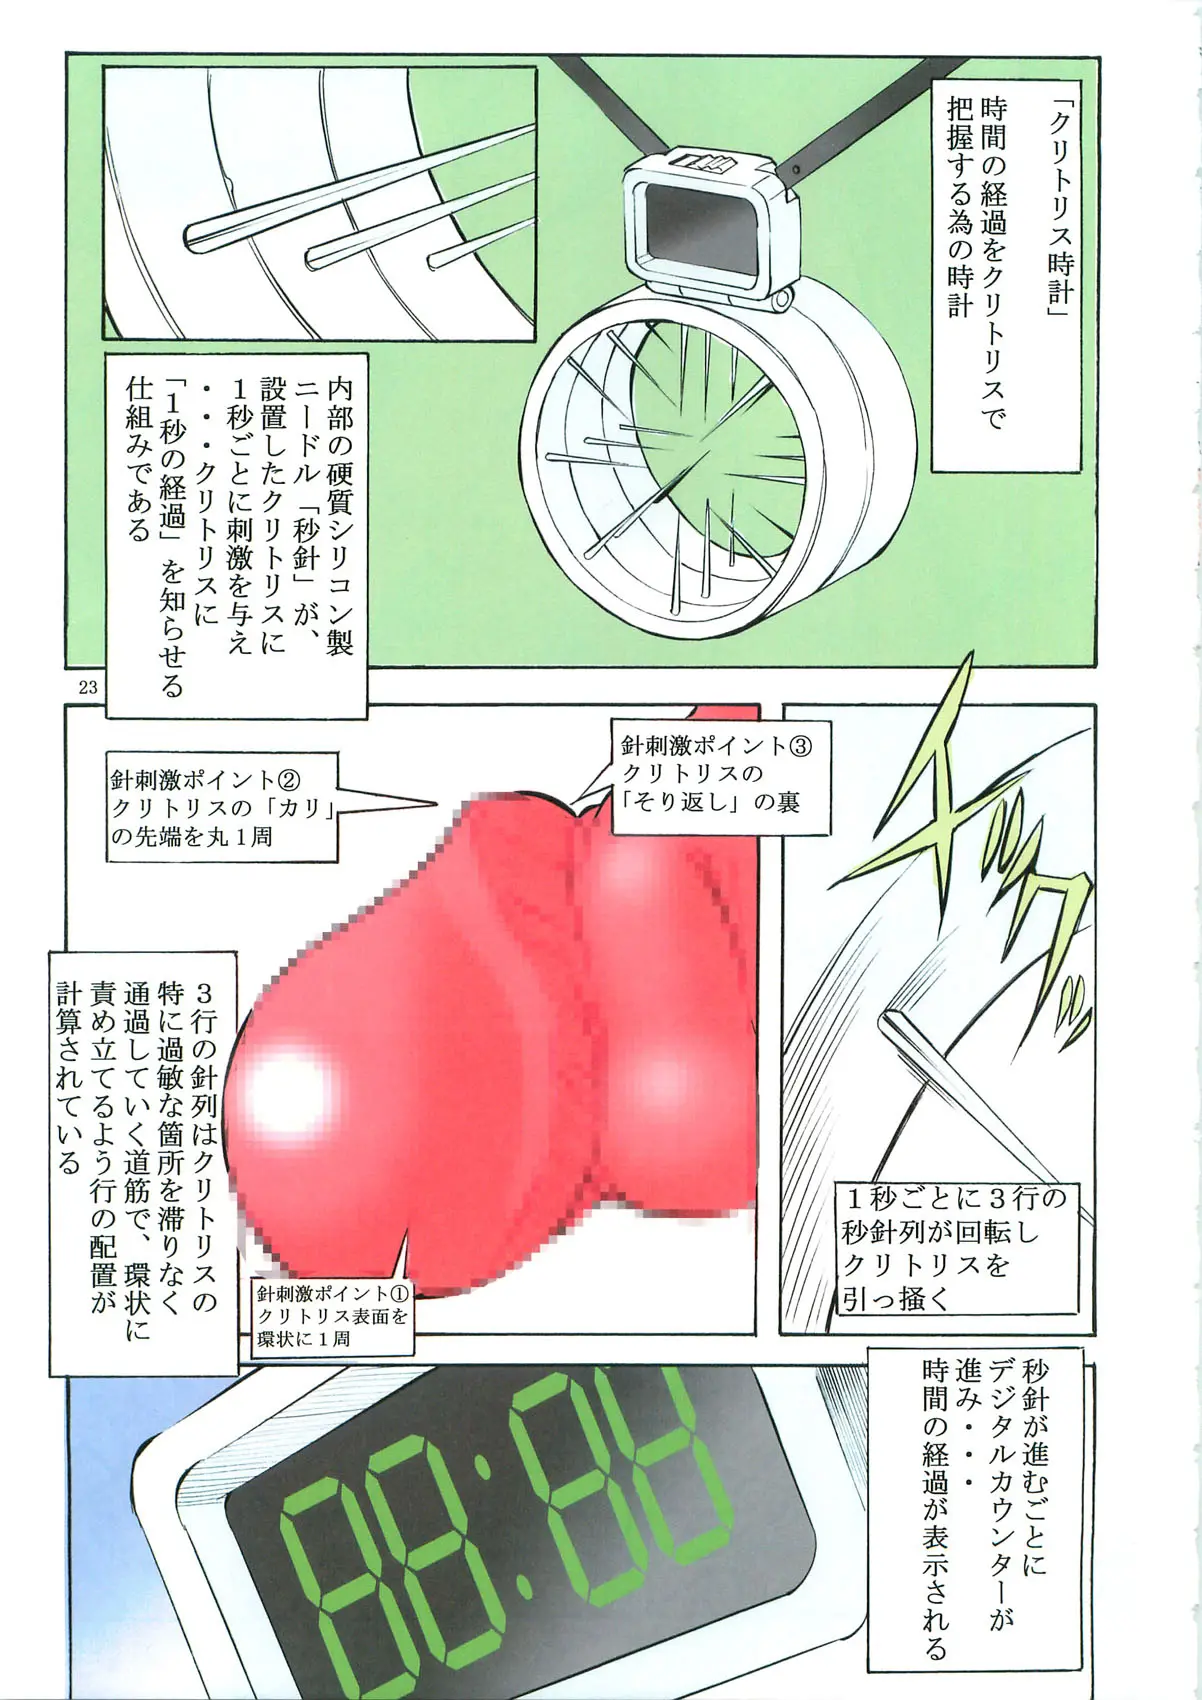 「クリトリス時計」
時間の経過をクリトリスで
把握する為の時計
内部の硬質シリコン製
ニードル「秒針」が、
設置したクリトリスに
１秒ごとに刺激を与え
・・・クリトリスに
「１秒の経過」を知らせる
仕組みである
23
１秒ごとに３行の
秒針列が回転し
クリトリスを
引っ掻く
針刺激ポイント③
クリトリスの
「そり返し」の裏
針刺激ポイント②
クリトリスの「カリ」
の先端を丸１周
針刺激ポイント①
クリトリス表面を
環状に１周
３行の針列はクリトリスの
特に過敏な箇所を滞りなく
通過していく道筋で、環状に
責め立てるよう行の配置が
計算されている
秒針が進むごとに
デジタルカウンターが
進み・・・
時間の経過が表示される